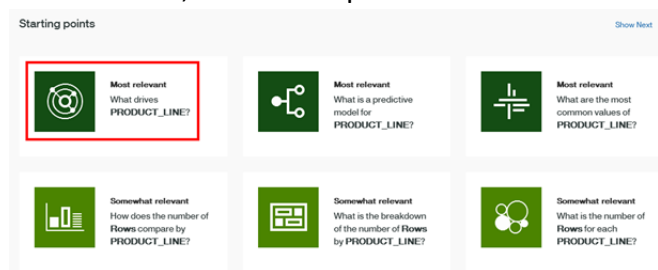 Starting points
Show Next
Most relevant
What drives
PRODUCT_LINE?
Most relevant
What is a predictive
model for
PRODUCT_LINE?
Most relevant
What are the most
common values of
PRODUCT_LINE?
Somewhat relevant
How does the number of
Rows compare by
PRODUCT_LINE?
Somewhat relevant
What is the breakdown
of the number of Rows
by PRODUCT_LINE?
Somewhat relevant
What is the number of
Rows for each
PRODUCT_LINE?